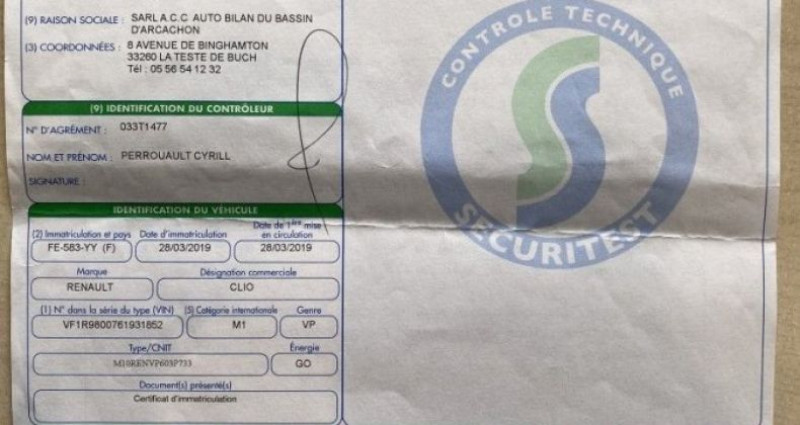 (9) RAISON SOCIALE : SARL A.C.C AUTO BILAN DU BASSIN
D'ARCACHON
(3) COORDONNÉES : 8 AVENUE DE BINGHAMTON
33260 LA TESTE DE BUCH
Tél : 05 56 54 12 32
(9) IDENTIFICATION DU CONTRÔLEUR
N° D'AGRÉMENT : 033T1477
NOM ET PRÉNOM : PERROUAULT CYRILL
SIGNATURE :
IDENTIFICATION DU VÉHICULE
(2) Immatriculation et pays Date d'immatriculation Date de 1ère mise en circulation
FE-583-YY (F) 28/03/2019 28/03/2019
Marque Désignation commerciale
RENAULT CLIO
(1) N° dans la série du type (VIN) (5) Catégorie internationale Genre
VF1R9800761931852 M1 VP
Type/CNIT Énergie
M10RENVP603P733 GO
Document(s) présenté(s)
Certificat d'immatriculation
CONTROLE TECHNIQUE
SECURITEST